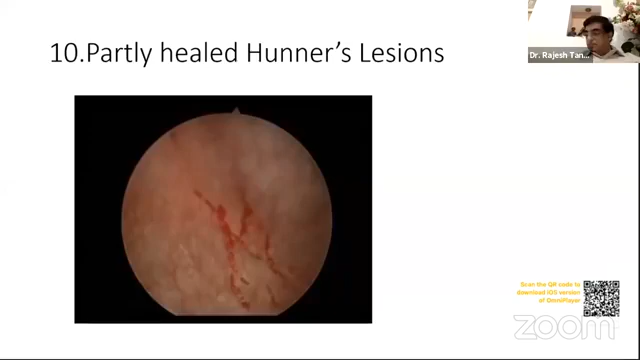 10.Partly healed Hunner's Lesions
Dr. Rajesh Tan...
Scan the QR code to
download iOS version
of OmniPlayer
zoom